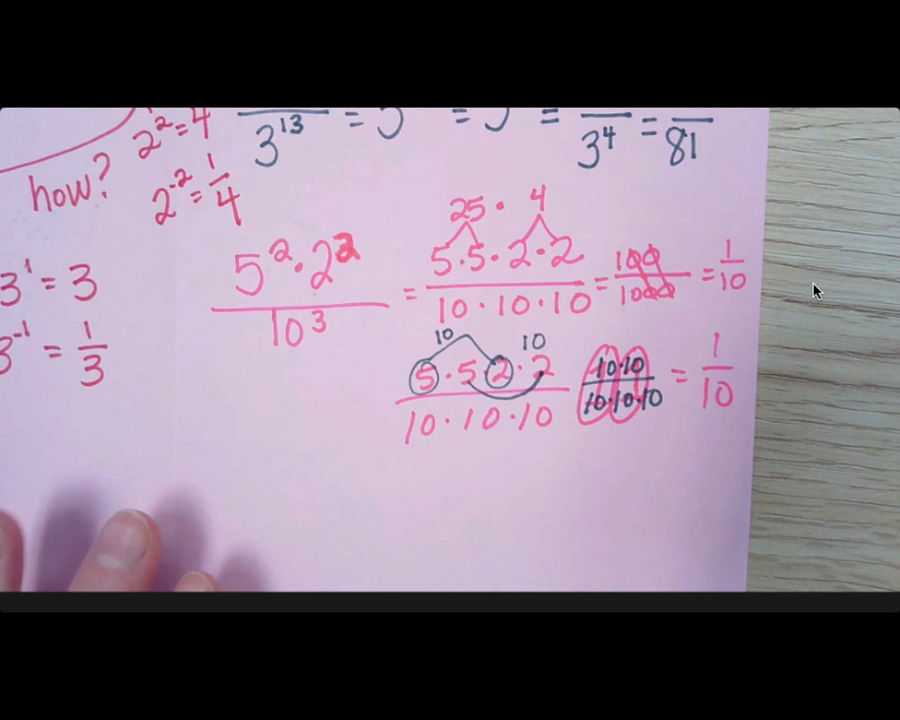 2² = 4
3¹³ = 3 = 3 = 3⁴ = 81
how?
2⁻² = 1/4
25 · 4
5² · 2² / 10³ = 5·5·2·2 / 10·10·10 = 100/1000 = 1/10
3¹ = 3
3⁻¹ = 1/3
10 10
5·5 2·2 / 10·10·10 10·10 / 10·10·10 = 1/10